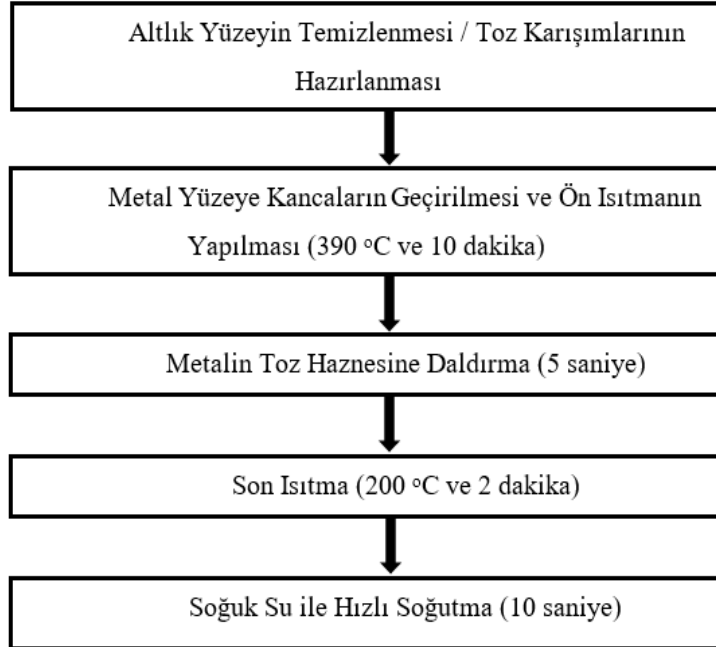 Altlık Yüzeyin Temizlenmesi / Toz Karışımlarının
Hazırlanması
Metal Yüzeye Kancaların Geçirilmesi ve Ön Isıtmanın
Yapılması (390 °C ve 10 dakika)
Metalin Toz Haznesine Daldırma (5 saniye)
Son Isıtma (200 °C ve 2 dakika)
Soğuk Su ile Hızlı Soğutma (10 saniye)